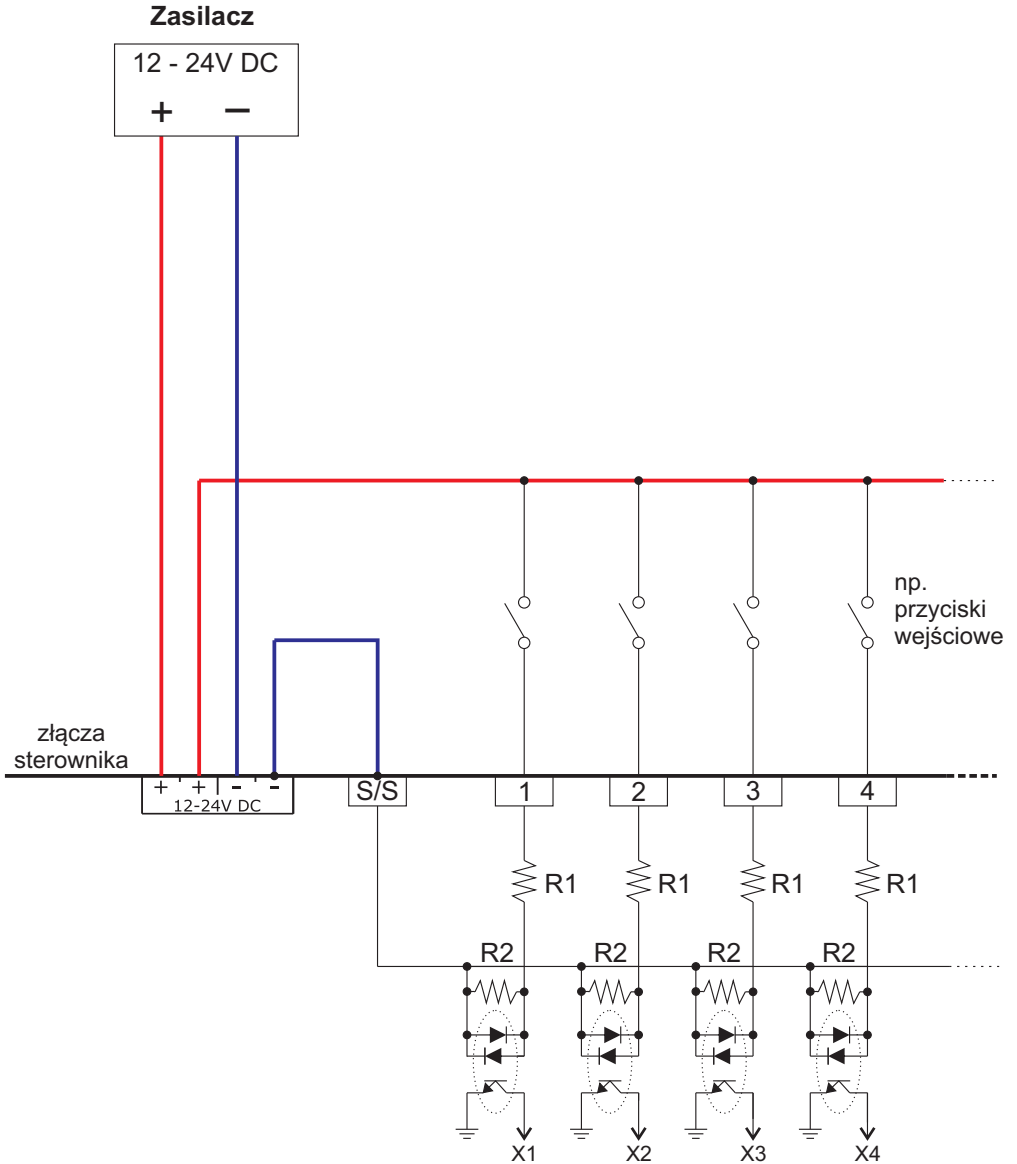 Zasilacz
12 - 24V DC
+ −
np.
przyciski
wejściowe
złącza
sterownika
+ + - -
12-24V DC
S/S
1 2 3 4
R1 R1 R1 R1
R2 R2 R2 R2
X1 X2 X3 X4